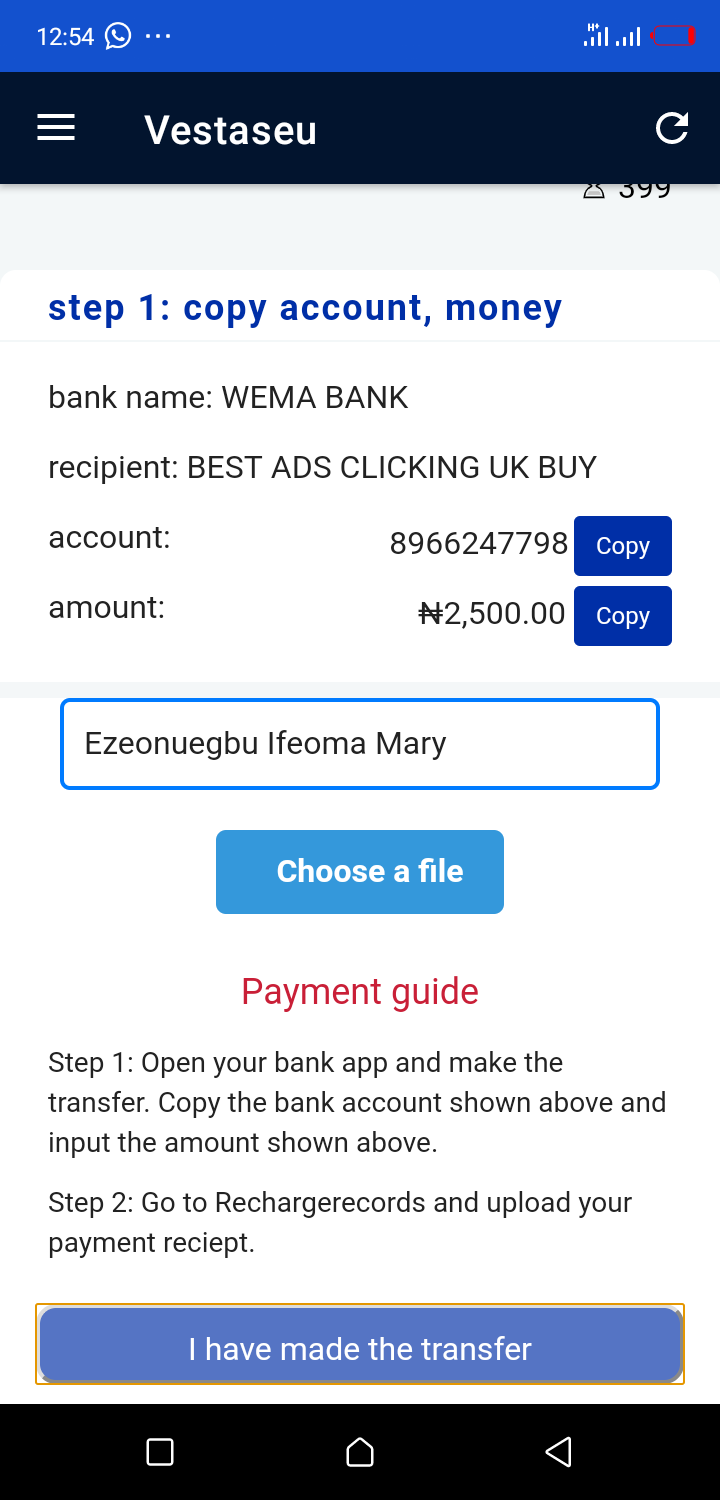 12:54
H+
Vestaseu
399
step 1: copy account, money
bank name: WEMA BANK
recipient: BEST ADS CLICKING UK BUY
account: 8966247798 Copy
amount: ₦2,500.00 Copy
Ezeonuegbu Ifeoma Mary
Choose a file
Payment guide
Step 1: Open your bank app and make the
transfer. Copy the bank account shown above and
input the amount shown above.
Step 2: Go to Rechargerecords and upload your
payment reciept.
I have made the transfer